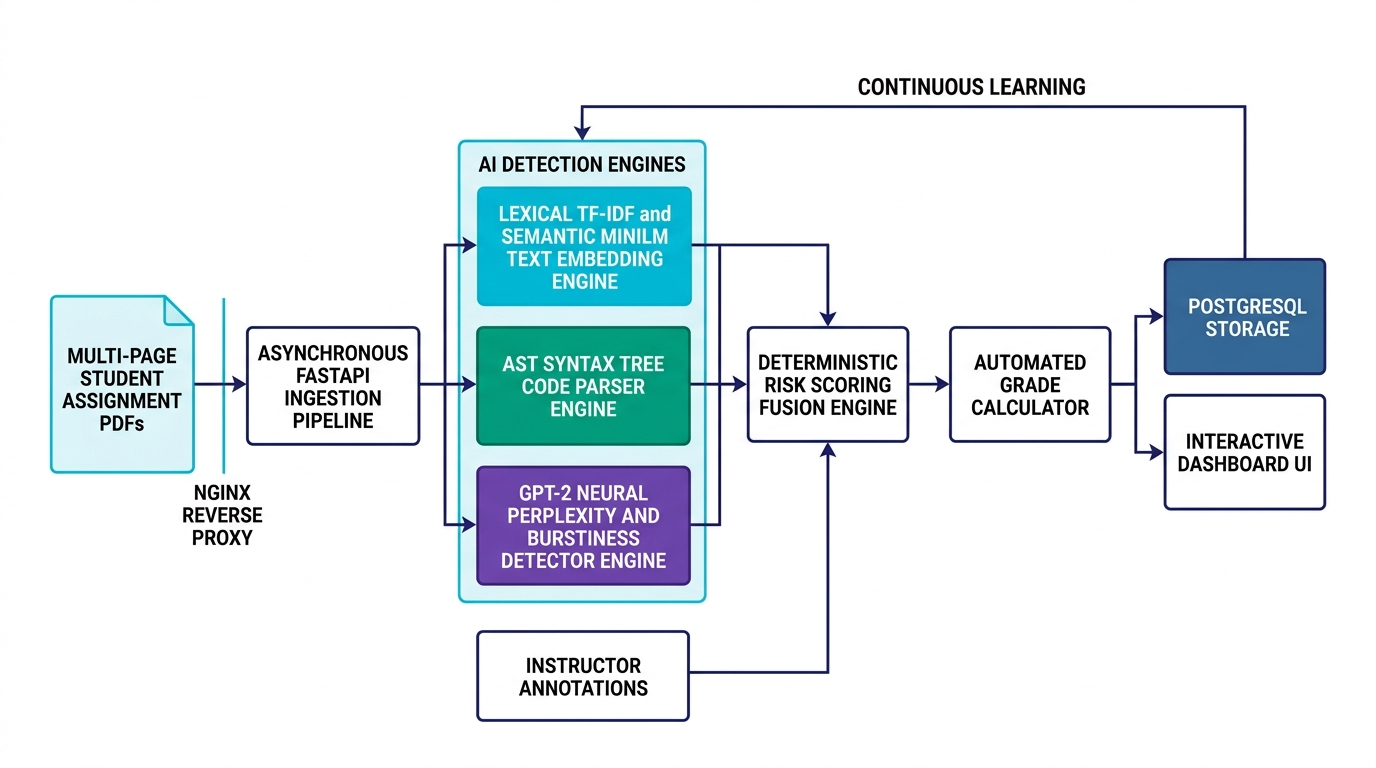 CONTINUOUS LEARNING
AI DETECTION ENGINES
LEXICAL TF-IDF and
SEMANTIC MINILM
TEXT EMBEDDING
ENGINE
MULTI-PAGE
STUDENT
ASSIGNMENT
PDFs
NGINX
REVERSE
PROXY
ASYNCHRONOUS
FASTAPI
INGESTION
PIPELINE
AST SYNTAX TREE
CODE PARSER
ENGINE
GPT-2 NEURAL
PERPLEXITY AND
BURSTINESS
DETECTOR ENGINE
INSTRUCTOR
ANNOTATIONS
DETERMINISTIC
RISK SCORING
FUSION ENGINE
AUTOMATED
GRADE
CALCULATOR
POSTGRESQL
STORAGE
INTERACTIVE
DASHBOARD UI